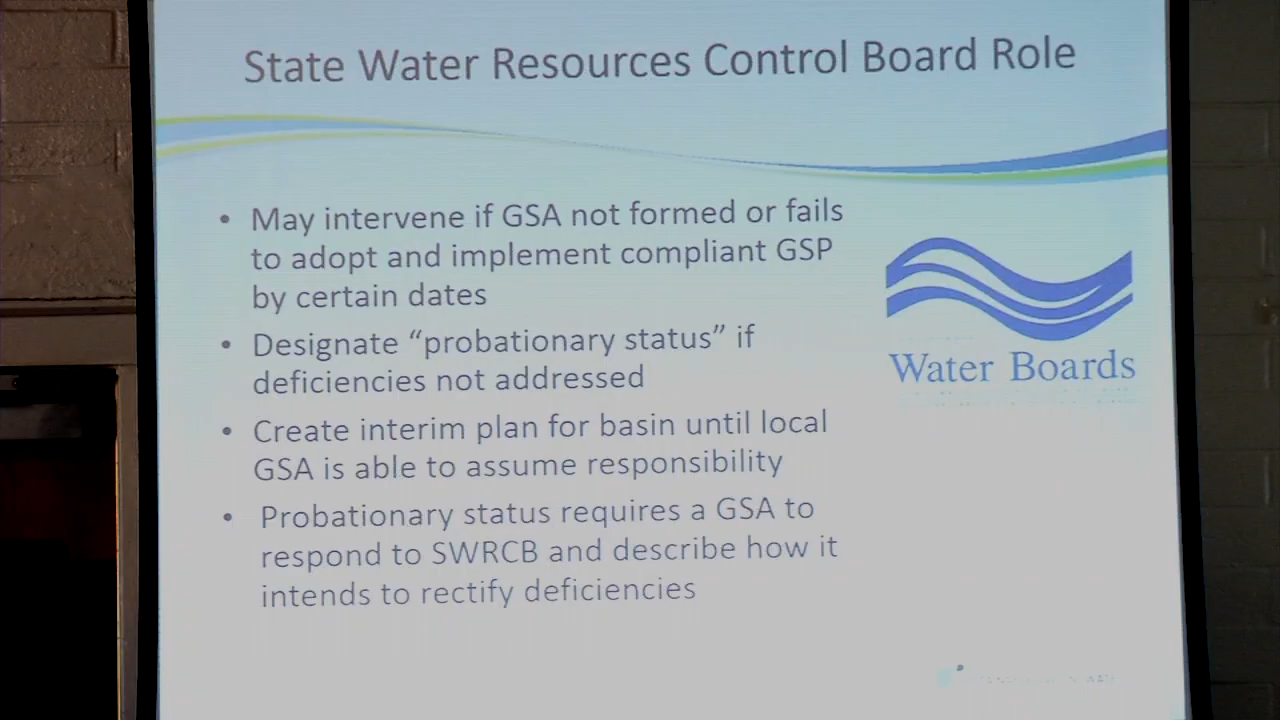 State Water Resources Control Board Role
• May intervene if GSA not formed or fails
to adopt and implement compliant GSP
by certain dates
• Designate “probationary status” if
deficiencies not addressed
• Create interim plan for basin until local
GSA is able to assume responsibility
• Probationary status requires a GSA to
respond to SWRCB and describe how it
intends to rectify deficiencies
Water Boards